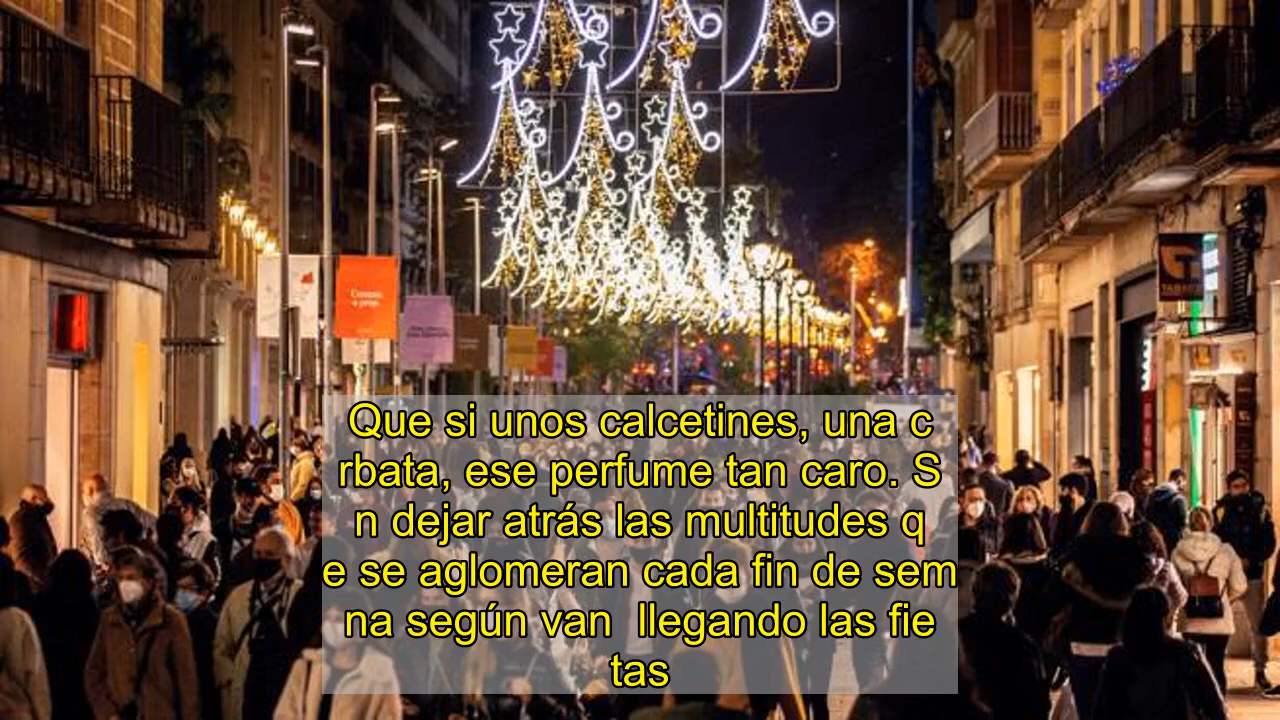 Que si unos calcetines, una c
rbata, ese perfume tan caro. S
n dejar atrás las multitudes q
e se aglomeran cada fin de sem
na según van  llegando las fie
tas